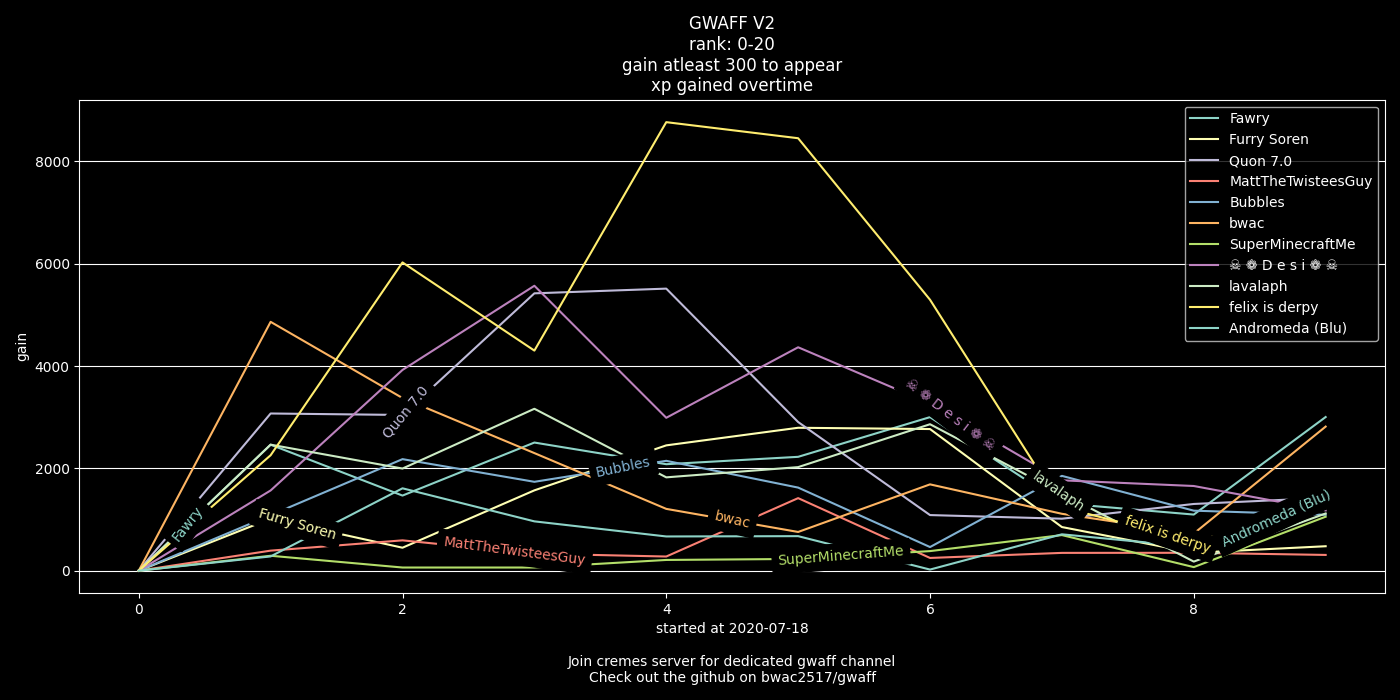 GWAFF V2
rank: 0-20
gain atleast 300 to appear
xp gained overtime
gain
8000
6000
4000
2000
0
Fawry
Furry Soren
Quon 7.0
MattTheTwisteesGuy
Bubbles
bwac
SuperMinecraftMe
☠ ❁ D e s i ❁ ☠
lavalaph
felix is derpy
Andromeda (Blu)
Fawry
Furry Soren
Quon 7.0
MattTheTwisteesGuy
Bubbles
bwac
SuperMinecraftMe
☠ ❁ D e s i ❁ ☠
lavalaph
felix is derpy
Andromeda (Blu)
0 2 4 6 8
started at 2020-07-18
Join cremes server for dedicated gwaff channel
Check out the github on bwac2517/gwaff